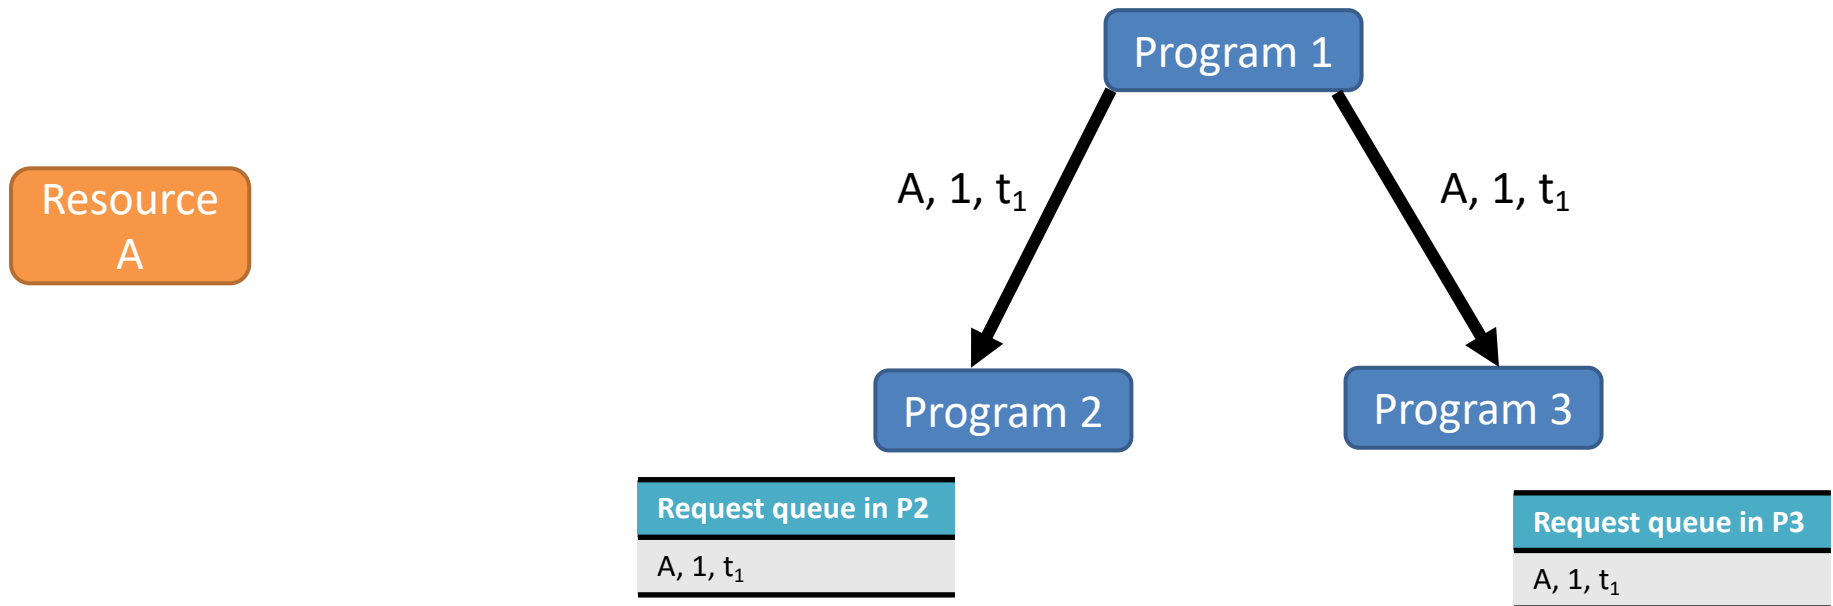 Program 1
Resource
A
A, 1, t₁
A, 1, t₁
Program 2
Program 3
Request queue in P2
A, 1, t₁
Request queue in P3
A, 1, t₁